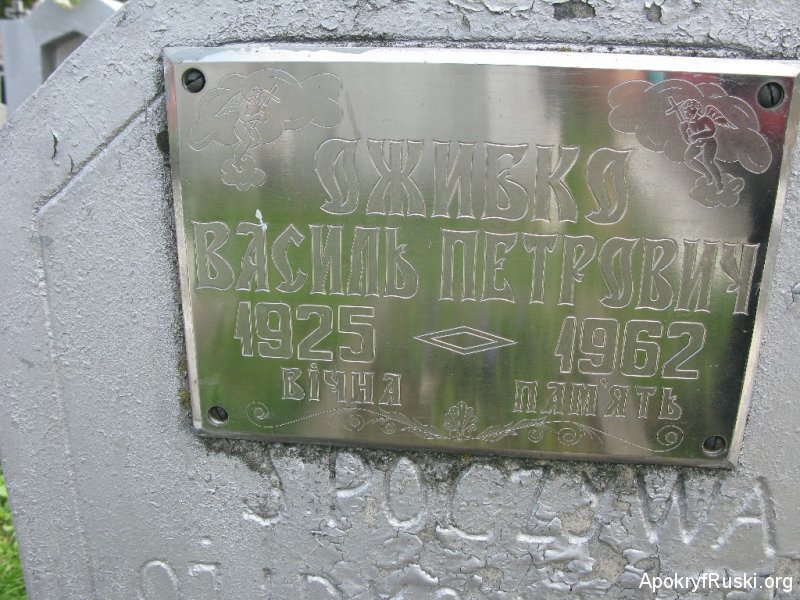 ОЖИВКО
ВАСИЛЬ ПЕТРОВИЧ
1925 1962
ВІЧНА ПАМ'ЯТЬ
SPOCZYWA
ApokryfRuski.org